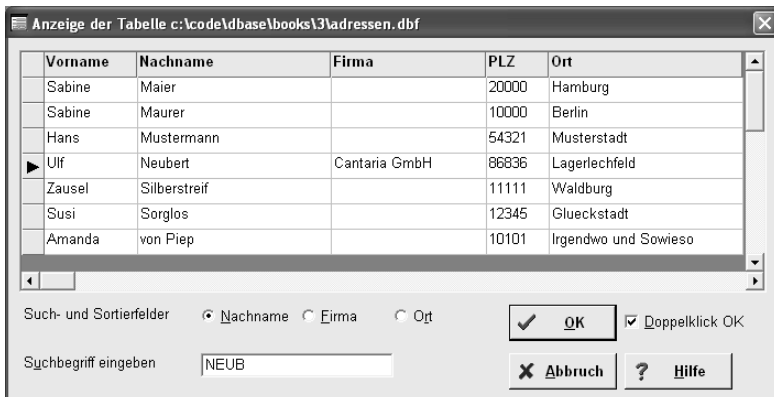 Anzeige der Tabelle c:\code\dbase\books\3\adressen.dbf
Vorname Nachname Firma PLZ Ort
Sabine Maier 20000 Hamburg
Sabine Maurer 10000 Berlin
Hans Mustermann 54321 Musterstadt
Ulf Neubert Cantaria GmbH 86836 Lagerlechfeld
Zausel Silberstreif 11111 Waldburg
Susi Sorglos 12345 Glueckstadt
Amanda von Piep 10101 Irgendwo und Sowieso
Such- und Sortierfelder Nachname Firma Ort OK Doppelklick OK
Suchbegriff eingeben NEUB Abbruch ? Hilfe